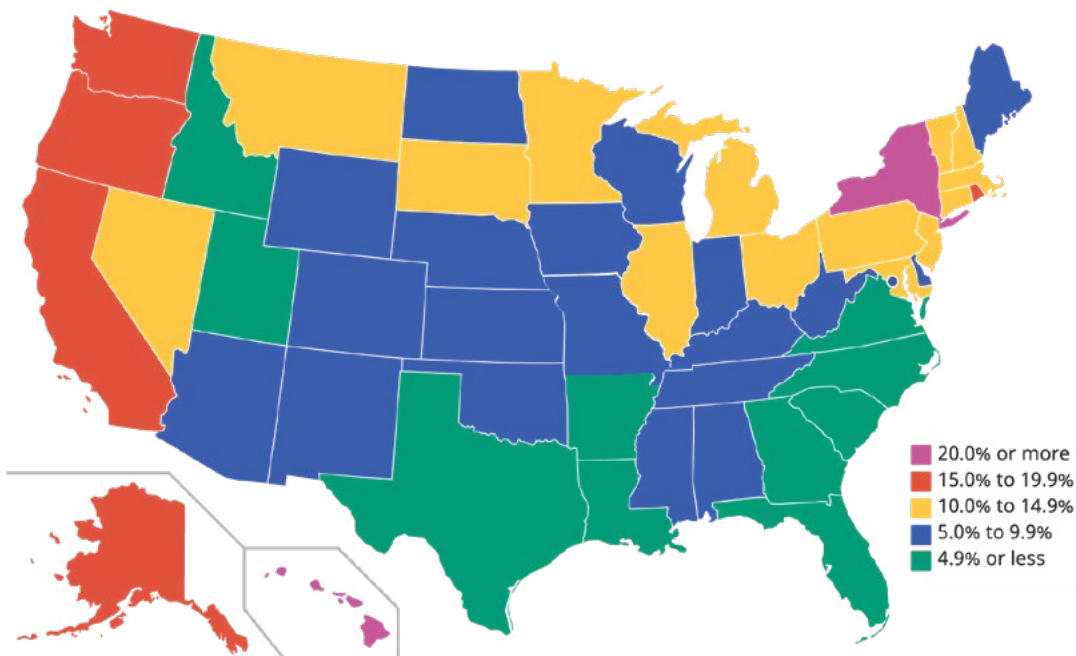 20.0% or more
15.0% to 19.9%
10.0% to 14.9%
5.0% to 9.9%
4.9% or less